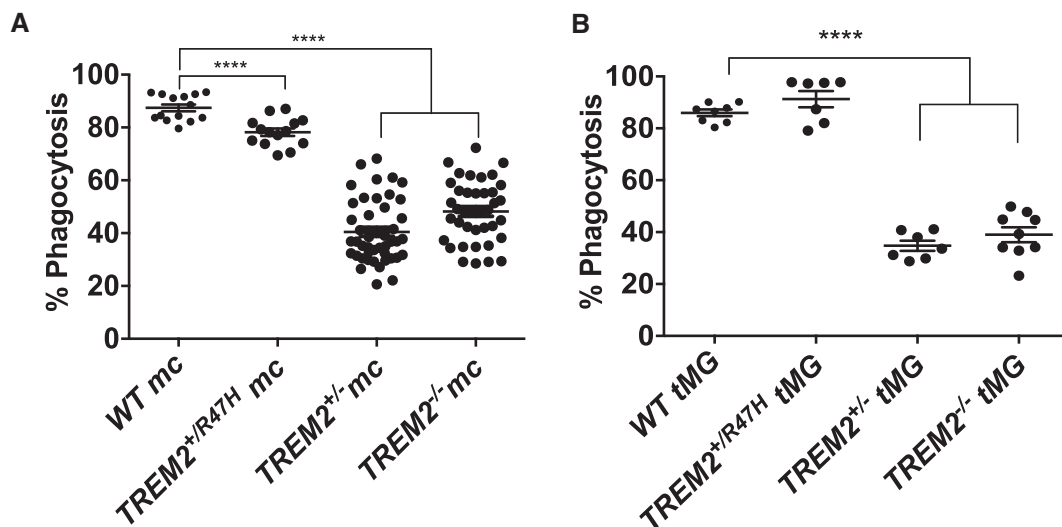 A
****
****
% Phagocytosis
100
80
60
40
20
0
WT mc
TREM2+/R47H mc
TREM2+/- mc
TREM2-/- mc
B
****
% Phagocytosis
100
80
60
40
20
0
WT tMG
TREM2+/R47H tMG
TREM2+/- tMG
TREM2-/- tMG